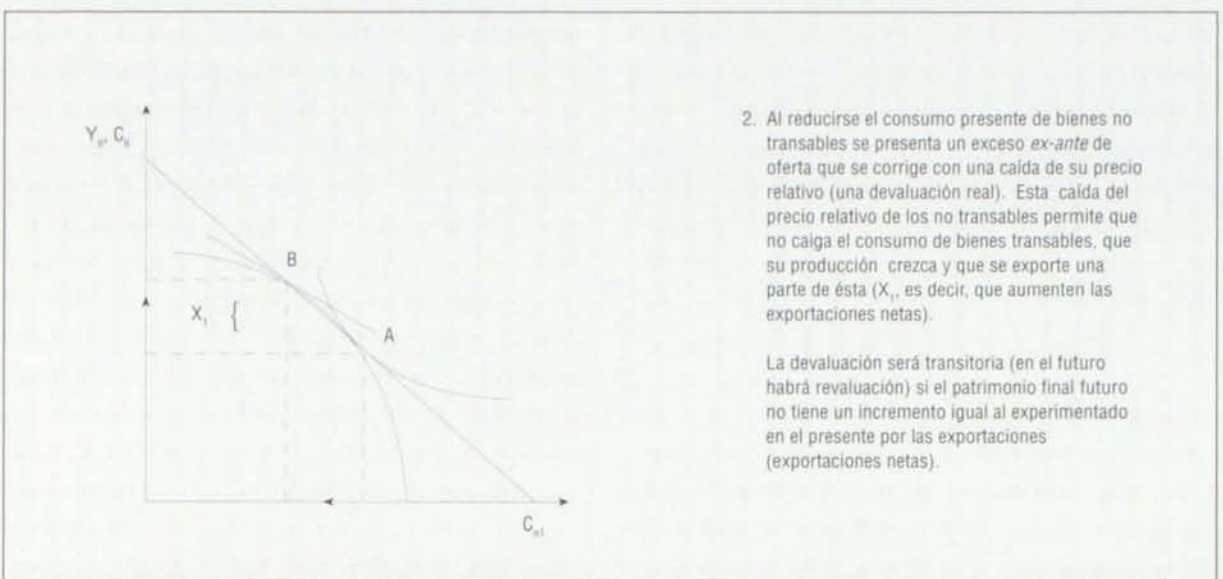 Yₙ, Cₙ
B
X₁ {
A
Cₙ₁
2. Al reducirse el consumo presente de bienes no
transables se presenta un exceso ex-ante de
oferta que se corrige con una caída de su precio
relativo (una devaluación real). Esta caída del
precio relativo de los no transables permite que
no caiga el consumo de bienes transables, que
su producción crezca y que se exporte una
parte de ésta (X₁, es decir, que aumenten las
exportaciones netas).
La devaluación será transitoria (en el futuro
habrá revaluación) si el patrimonio final futuro
no tiene un incremento igual al experimentado
en el presente por las exportaciones
(exportaciones netas).